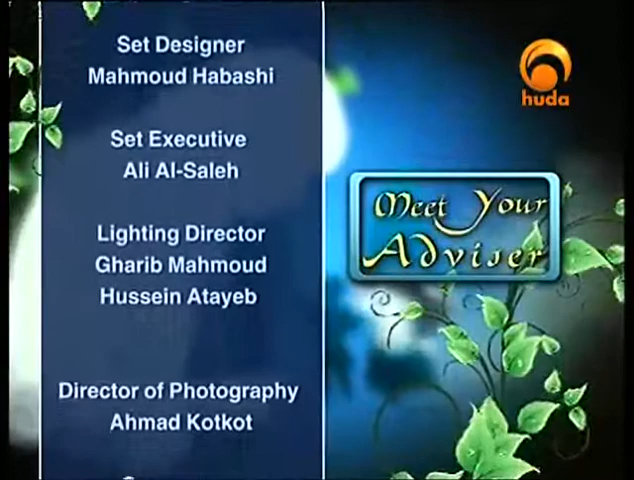 Set Designer
Mahmoud Habashi
Set Executive
Ali Al-Saleh
Lighting Director
Gharib Mahmoud
Hussein Atayeb
Director of Photography
Ahmad Kotkot
huda
Meet Your
Adviser